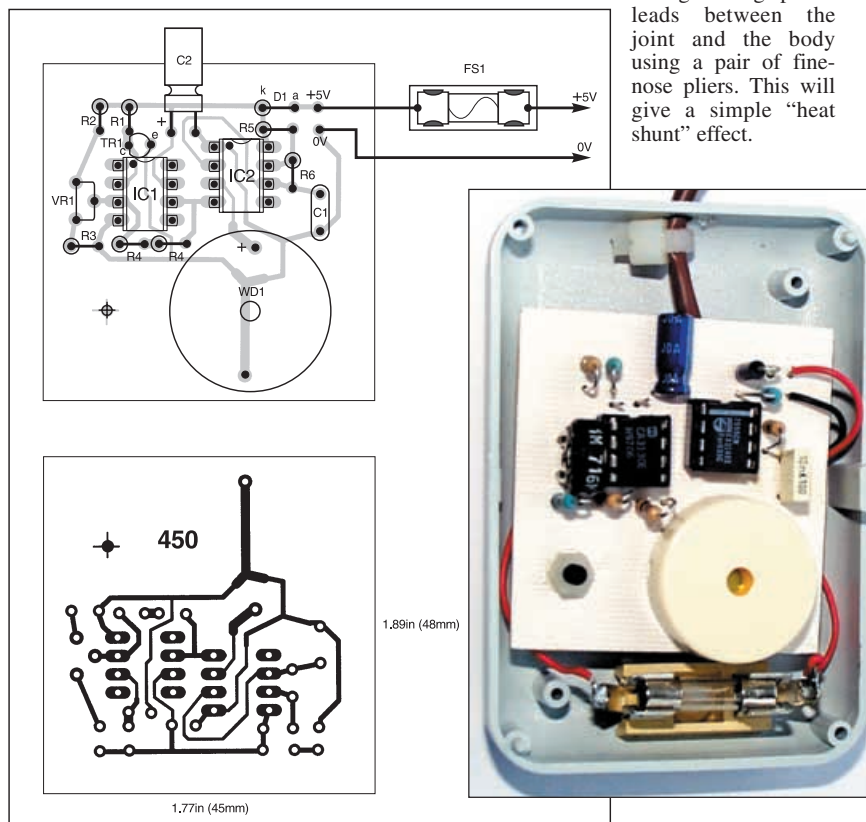 leads between the
joint and the body
using a pair of fine-
nose pliers. This will
give a simple “heat
shunt” effect.
C2
FS1
k D1 a +5V
+5V
R2 R1 + e R5 0V
0V
TR1 c
IC1 IC2 R6
VR1 C1
R3 R4 R4 +
WD1
450
1.89in (48mm)
1.77in (45mm)
CA3130E